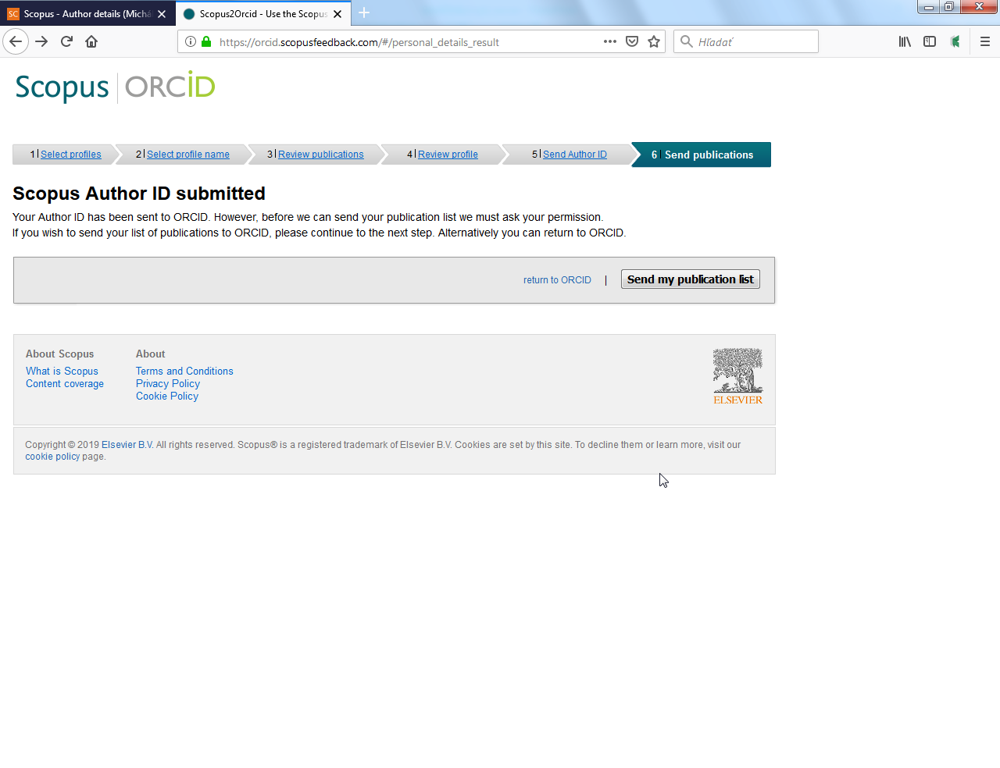 SC Scopus - Author details (Michá
Scopus2Orcid - Use the Scopus
https://orcid.scopusfeedback.com/#/personal_details_result
Hľadať
Scopus | ORCID
1 | Select profiles
2 | Select profile name
3 | Review publications
4 | Review profile
5 | Send Author ID
6 | Send publications
Scopus Author ID submitted
Your Author ID has been sent to ORCID. However, before we can send your publication list we must ask your permission.
If you wish to send your list of publications to ORCID, please continue to the next step. Alternatively you can return to ORCID.
return to ORCID | Send my publication list
About Scopus
What is Scopus
Content coverage
About
Terms and Conditions
Privacy Policy
Cookie Policy
ELSEVIER
Copyright © 2019 Elsevier B.V. All rights reserved. Scopus® is a registered trademark of Elsevier B.V. Cookies are set by this site. To decline them or learn more, visit our
cookie policy page.